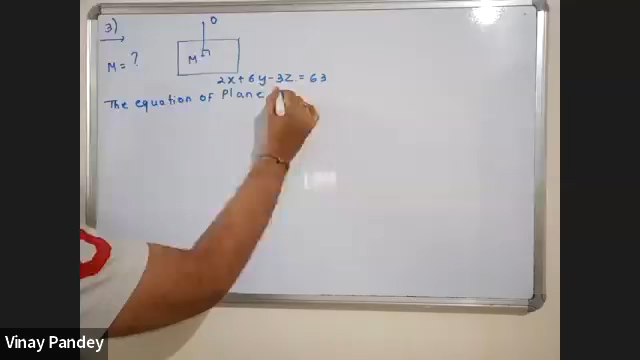 3)
O
M = ?
M
2x + 6y - 3z = 63
The equation of Plane
Vinay Pandey